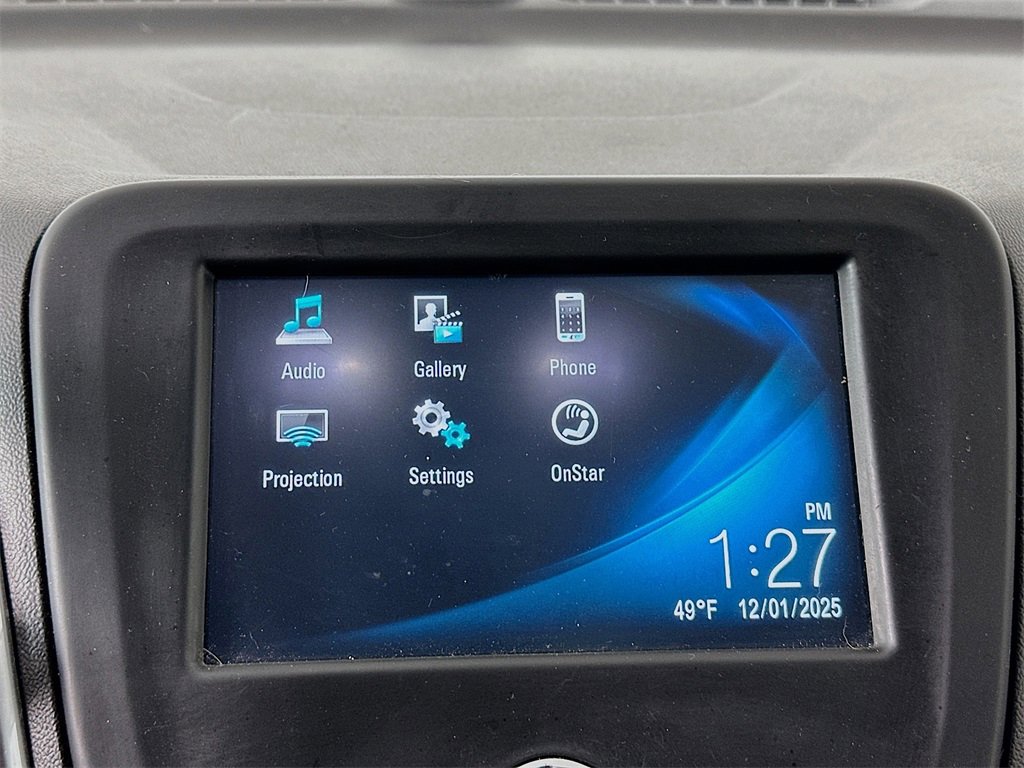 Audio
Gallery
Phone
Projection
Settings
OnStar
PM
1:27
49°F 12/01/2025